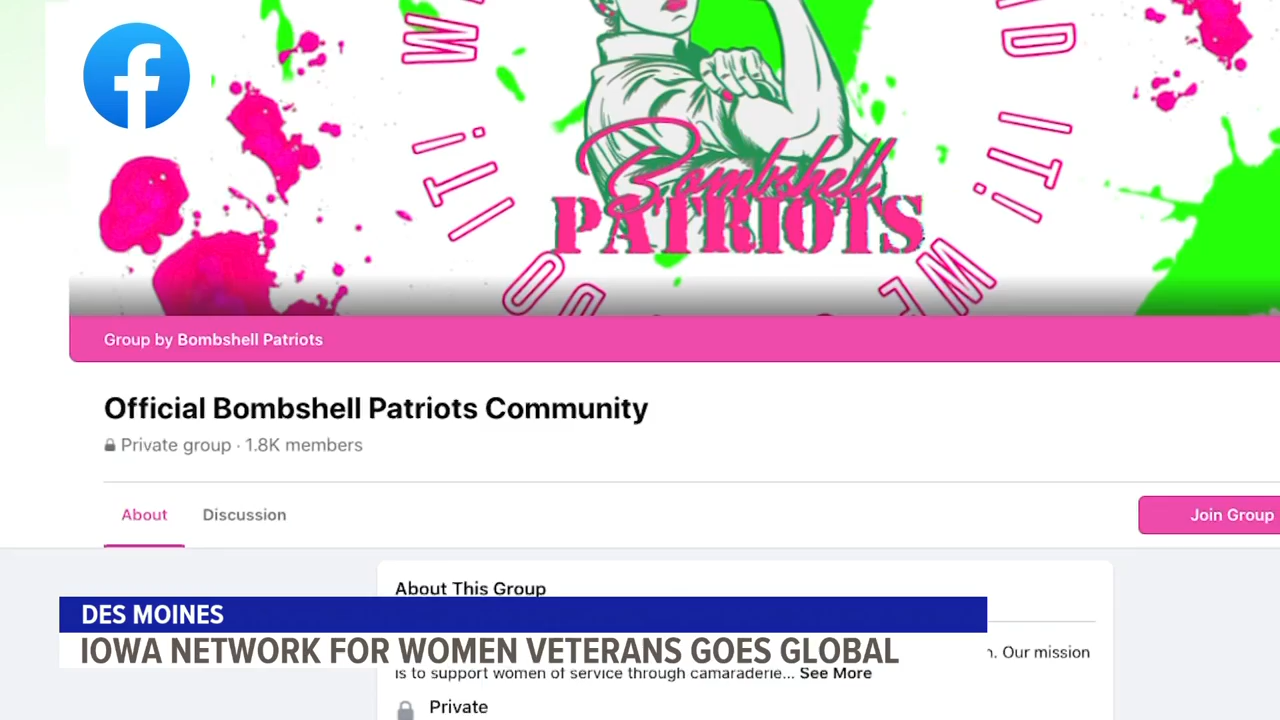 Bombshell
PATRIOTS
Group by Bombshell Patriots
Official Bombshell Patriots Community
Private group · 1.8K members
About
Discussion
Join Group
About This Group
DES MOINES
IOWA NETWORK FOR WOMEN VETERANS GOES GLOBAL
Our mission
is to support women of service through camaraderie... See More
Private